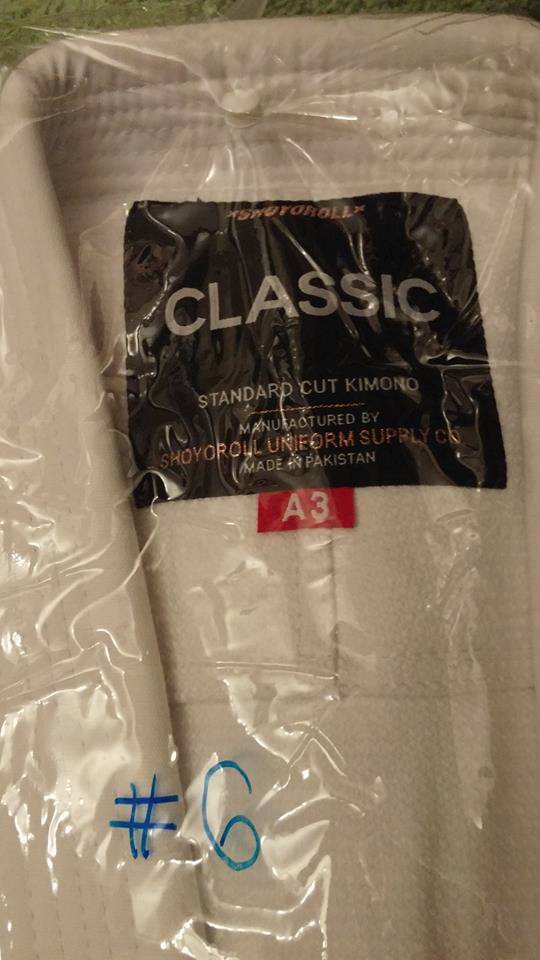 *SHOYOROLL*
CLASSIC
STANDARD CUT KIMONO
MANUFACTURED BY
SHOYOROLL UNIFORM SUPPLY CO.
MADE IN PAKISTAN
A3
#6